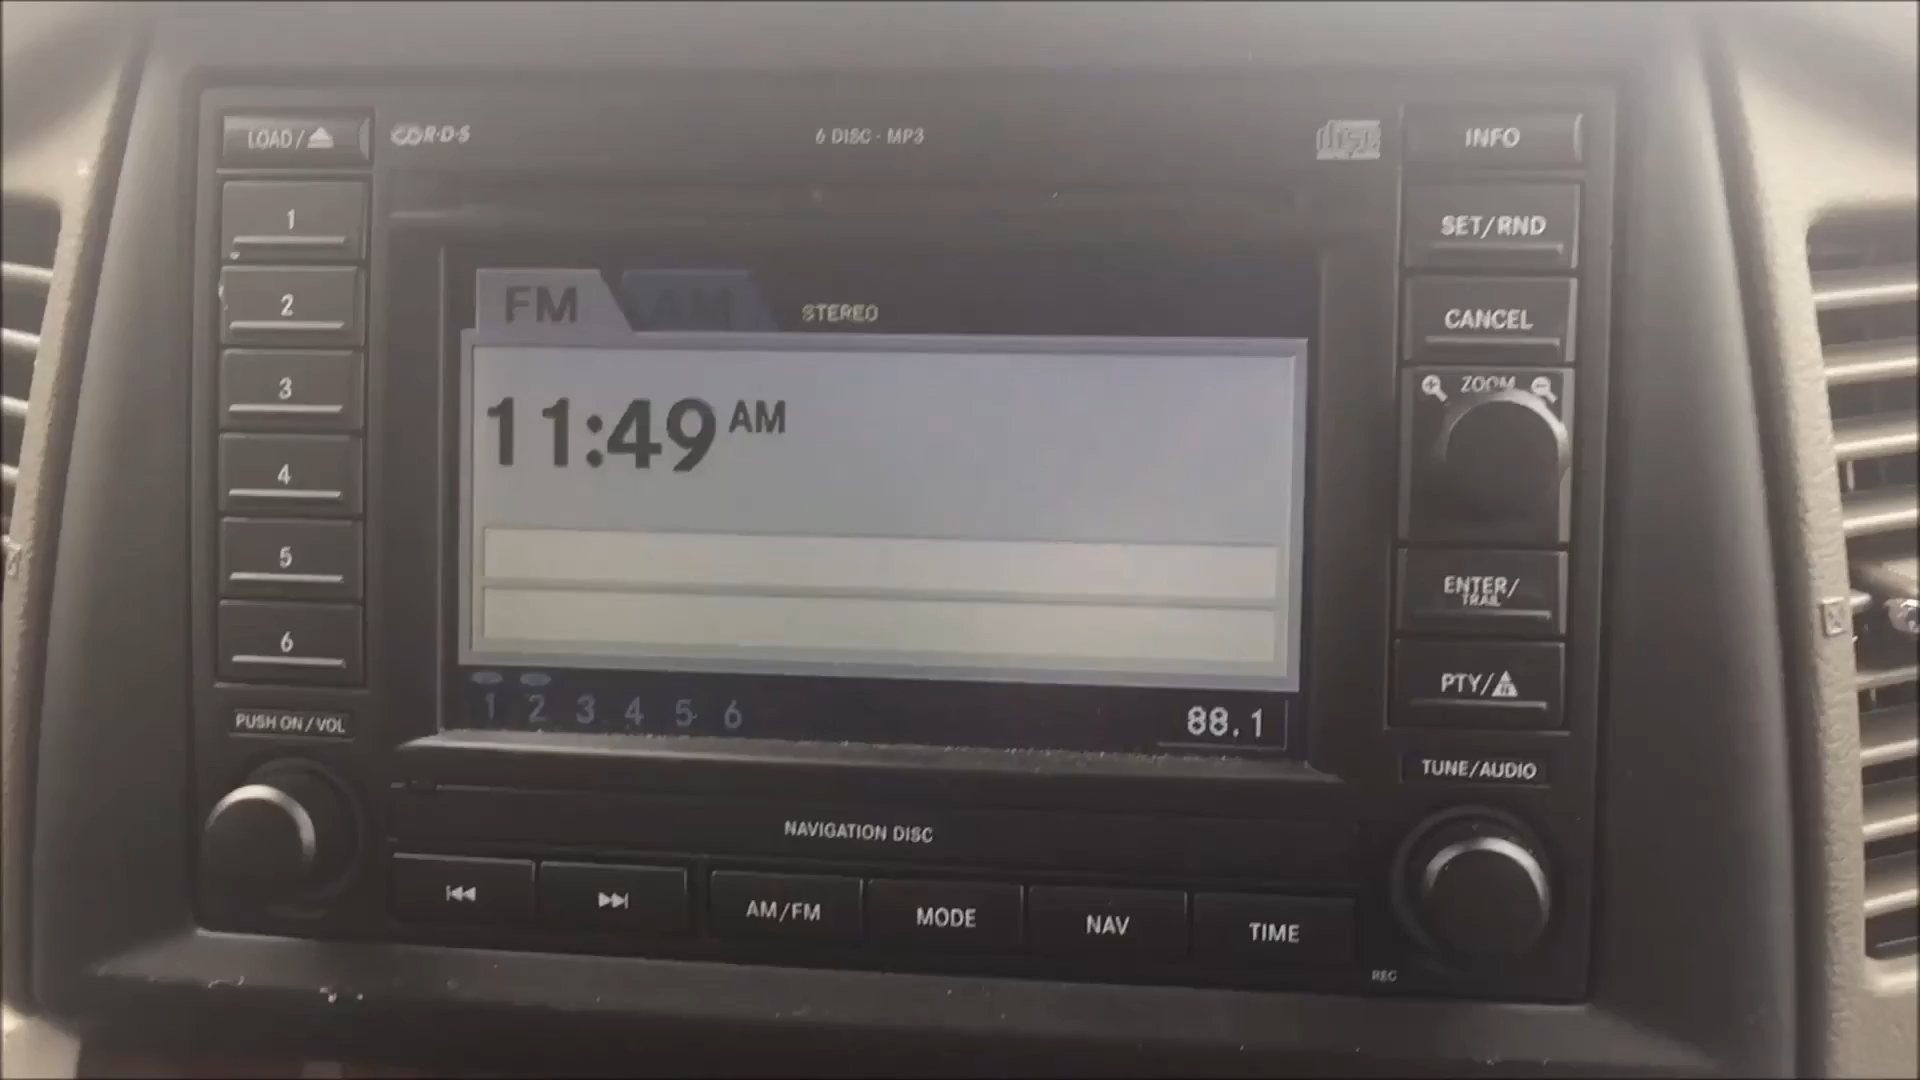 LOAD/
R·D·S
6 DISC · MP3
disc
INFO
1
SET/RND
2
CANCEL
3
ZOOM
4
5
ENTER/
TRAIL
6
PTY/
FM
AM
STEREO
11:49 AM
1 2 3 4 5 6
88.1
PUSH ON/VOL
TUNE/AUDIO
NAVIGATION DISC
AM/FM
MODE
NAV
TIME
REC